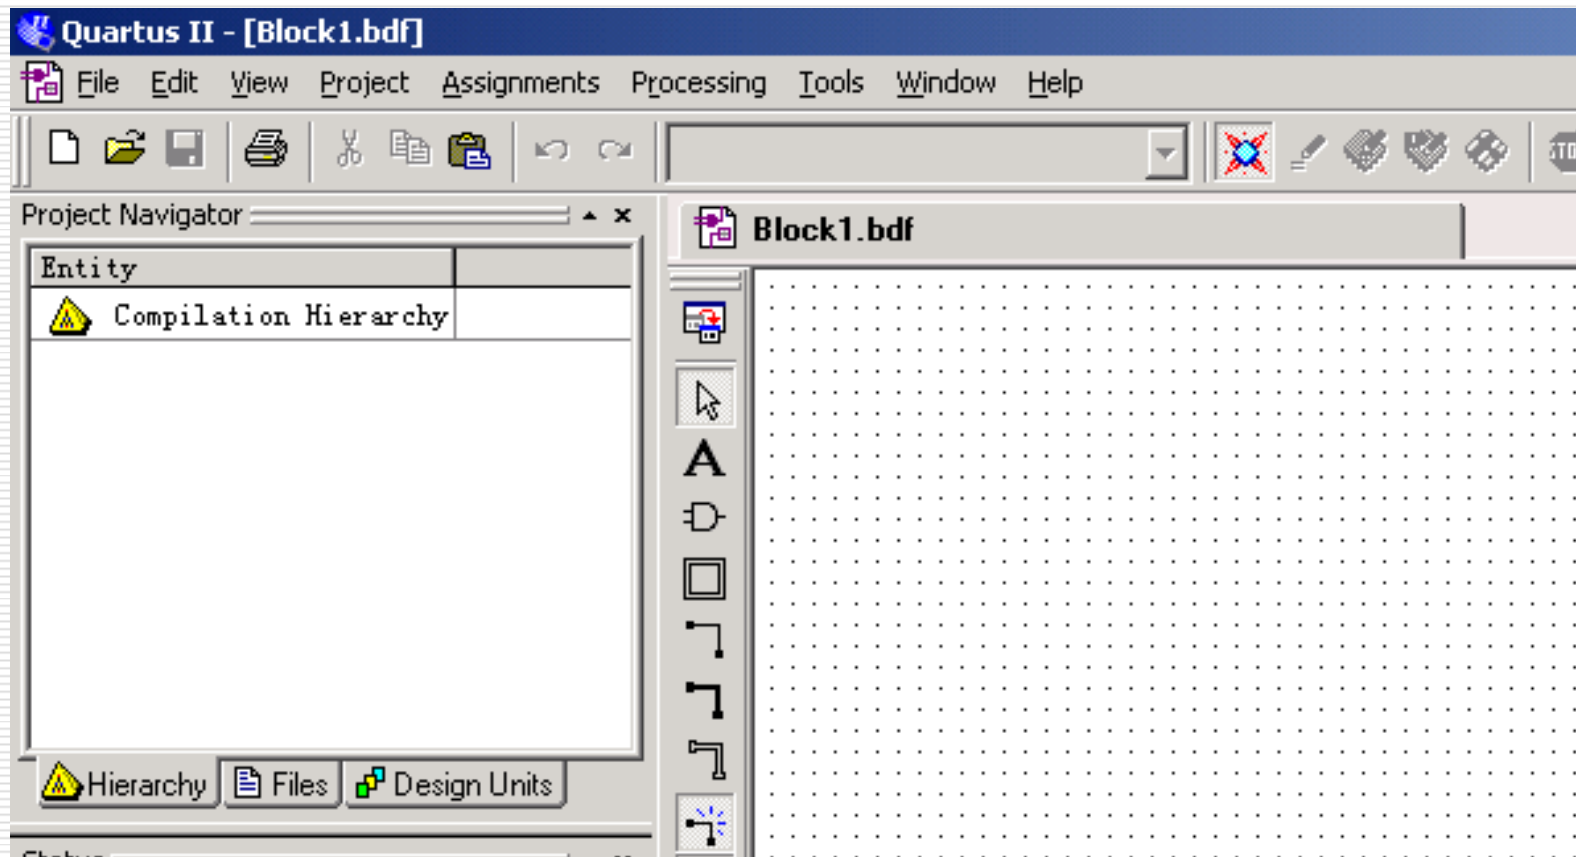 Quartus II - [Block1.bdf]
File Edit View Project Assignments Processing Tools Window Help
Project Navigator
Block1.bdf
Entity
Compilation Hierarchy
A
Hierarchy Files Design Units